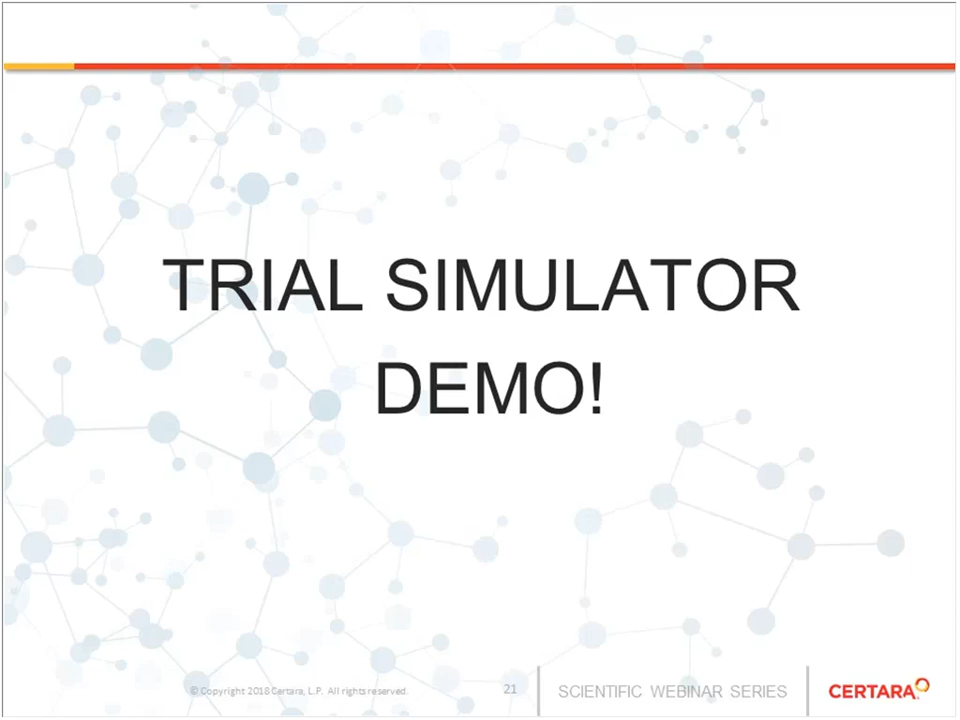 TRIAL SIMULATOR
DEMO!
© Copyright 2018 Certara, L.P. All rights reserved.
21
SCIENTIFIC WEBINAR SERIES
CERTARA